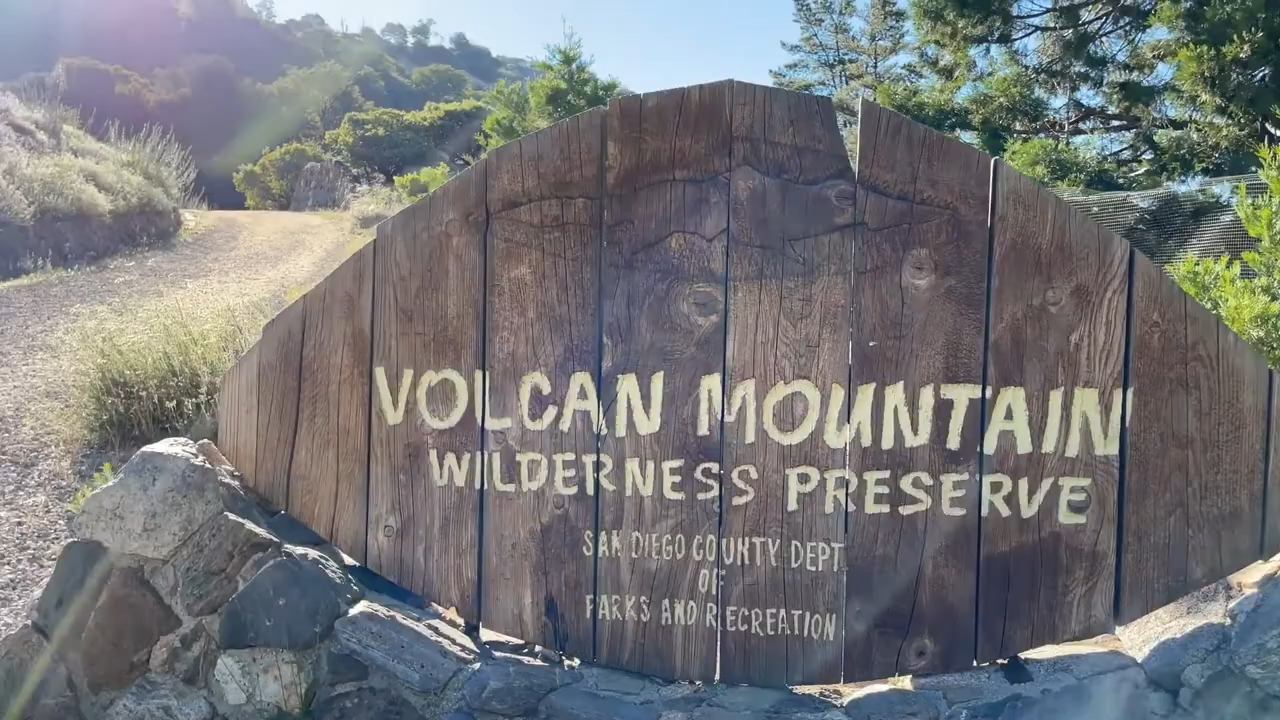 VOLCAN MOUNTAIN
WILDERNESS PRESERVE
SAN DIEGO COUNTY DEPT.
OF
PARKS AND RECREATION